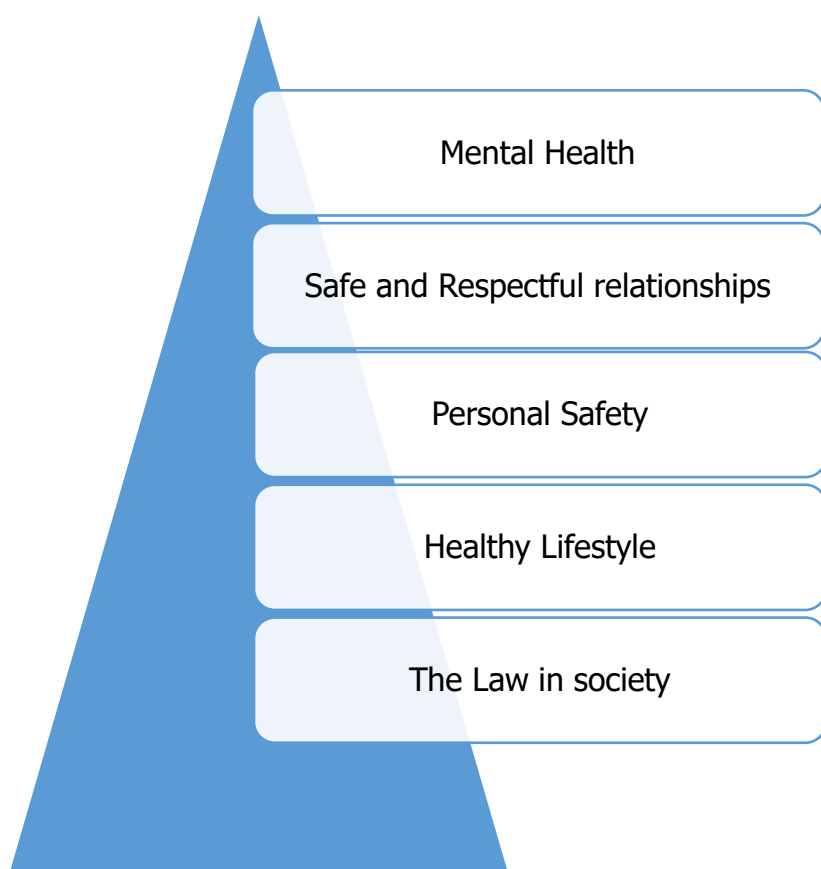 Mental Health
Safe and Respectful relationships
Personal Safety
Healthy Lifestyle
The Law in society